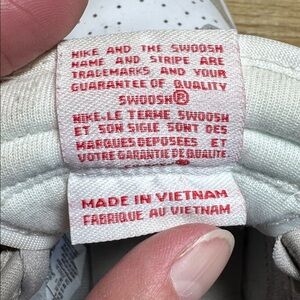 NIKE AND THE SWOOSH
NAME AND STRIPE ARE
TRADEMARKS AND YOUR
GUARANTEE OF QUALITY
SWOOSH®
NIKE.LE TERME SWOOSH
ET SON SIGLE SONT DES
MARQUES DEPOSÉES ET
VOTRE GARANTIE DE QUALITE.
MADE IN VIETNAM
FABRIQUE AU VIETNAM